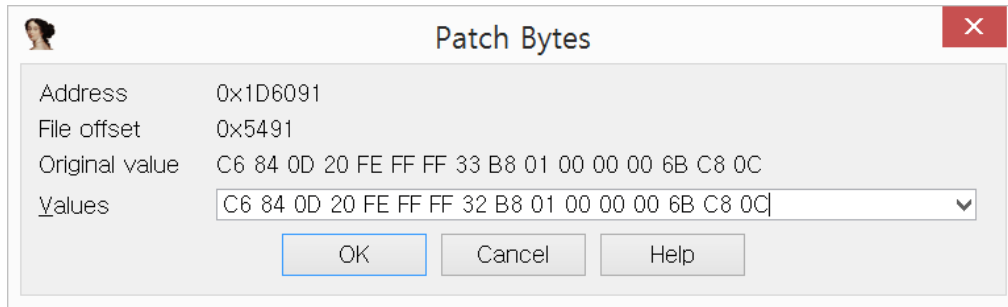 Patch Bytes
Address 0x1D6091
File offset 0x5491
Original value C6 84 0D 20 FE FF FF 33 B8 01 00 00 00 6B C8 0C
Values C6 84 0D 20 FE FF FF 32 B8 01 00 00 00 6B C8 0C
OK Cancel Help